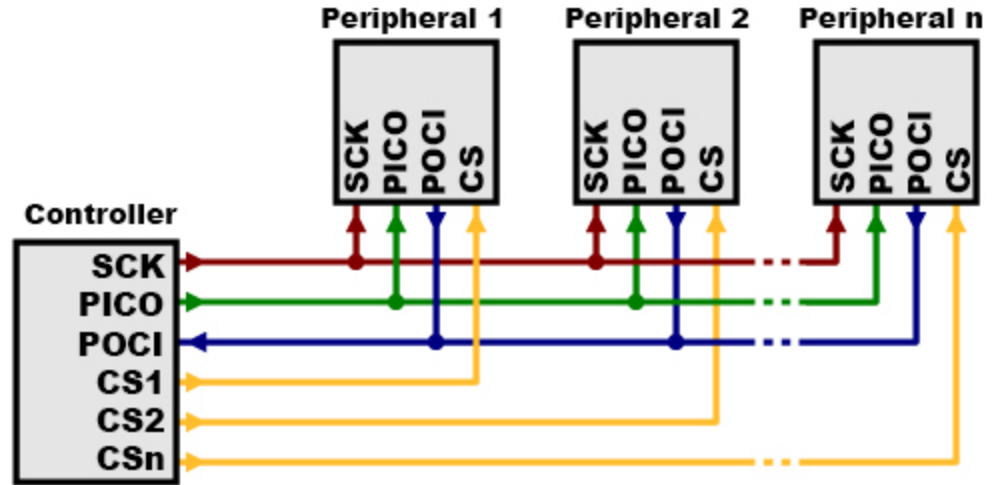 Peripheral 1
Peripheral 2
Peripheral n
SCK
PICO
POCI
CS
SCK
PICO
POCI
CS
SCK
PICO
POCI
CS
Controller
SCK
PICO
POCI
CS1
CS2
CSn